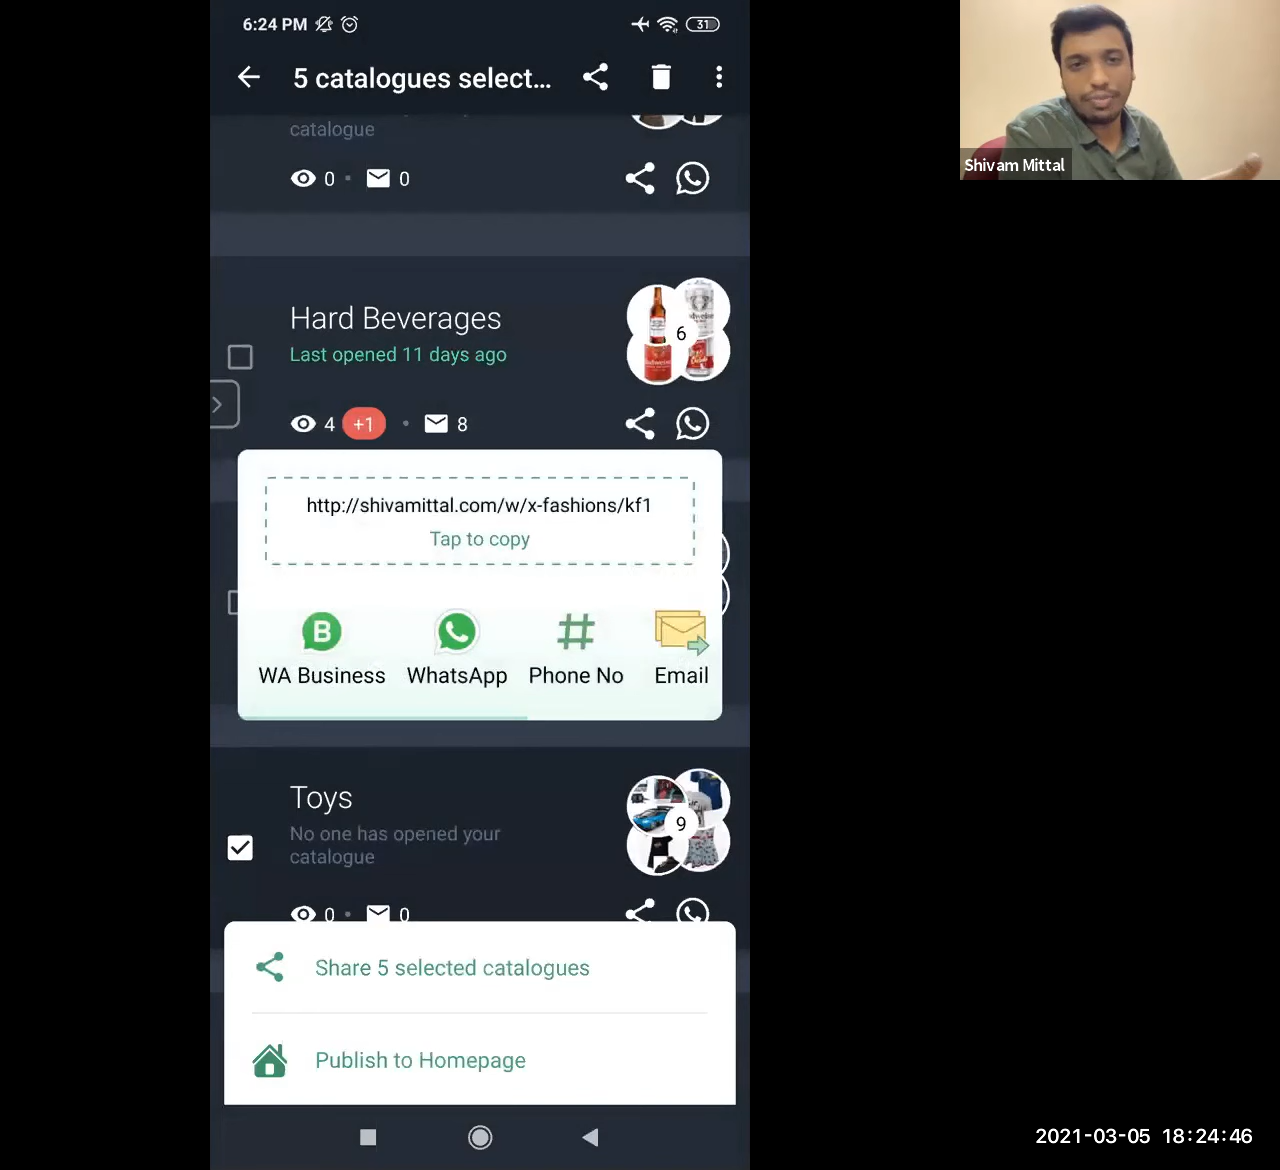 6:24 PM
31
5 catalogues select...
catalogue
0 • 0
Hard Beverages
Last opened 11 days ago
6
4 +1 • 8
http://shivamittal.com/w/x-fashions/kf1
Tap to copy
B
WA Business WhatsApp Phone No Email
Toys
No one has opened your
catalogue
9
0 • 0
Share 5 selected catalogues
Publish to Homepage
Shivam Mittal
2021-03-05 18:24:46